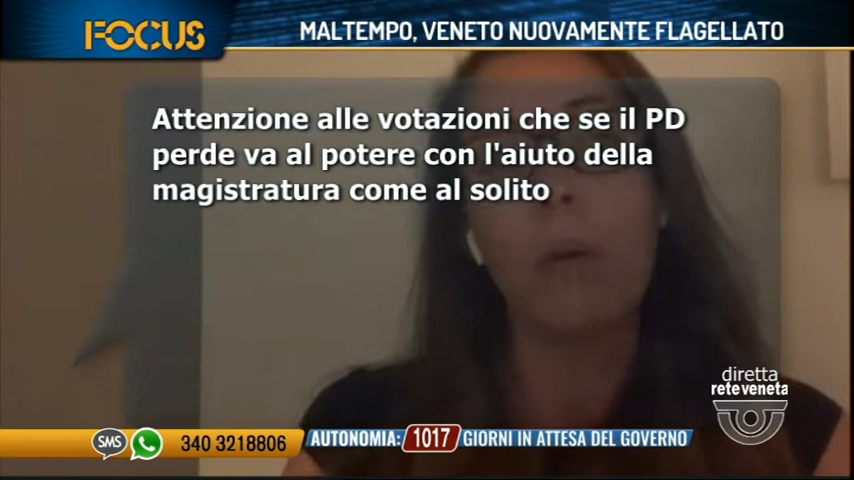 FOCUS
MALTEMPO, VENETO NUOVAMENTE FLAGELLATO
Attenzione alle votazioni che se il PD
perde va al potere con l'aiuto della
magistratura come al solito
diretta
reteveneta
SMS 340 3218806 AUTONOMIA: 1017 GIORNI IN ATTESA DEL GOVERNO